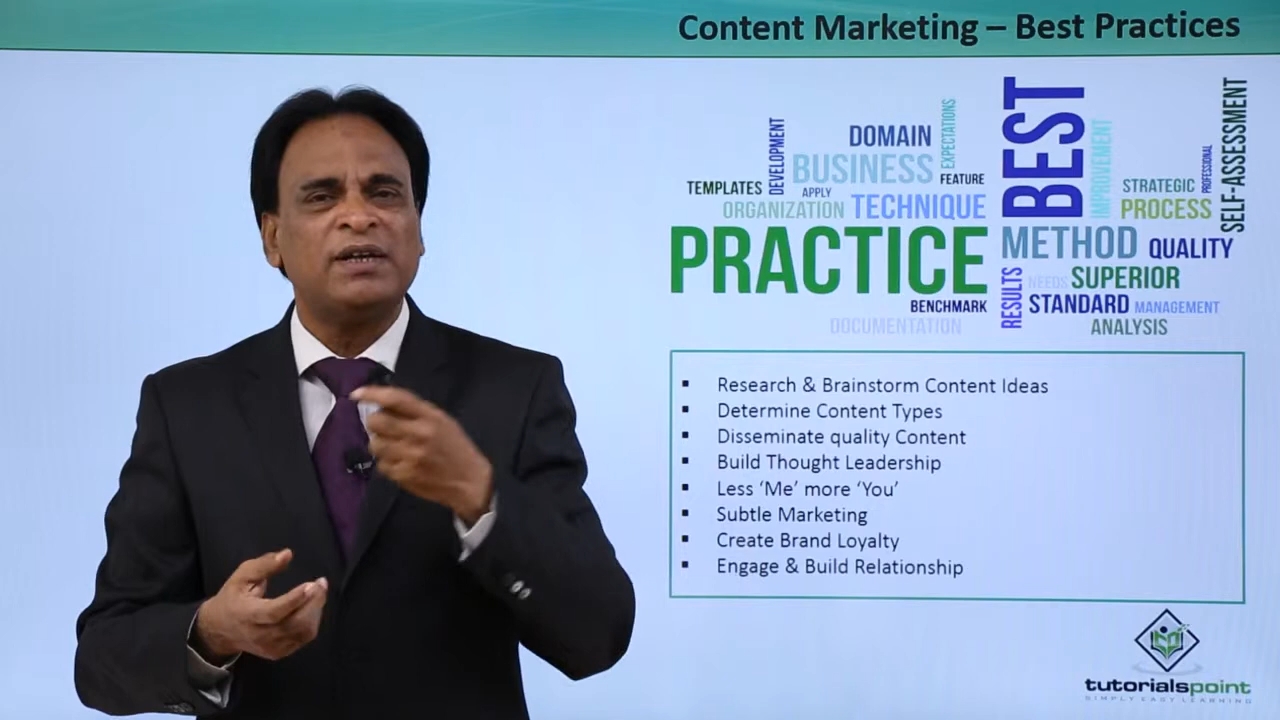 Content Marketing – Best Practices
DEVELOPMENT
DOMAIN
EXPECTATIONS
BEST
SELF-ASSESSMENT
BUSINESS
IMPROVEMENT
PROFESSIONAL
TEMPLATES
APPLY
FEATURE
STRATEGIC
ORGANIZATION
TECHNIQUE
PROCESS
PRACTICE
METHOD
QUALITY
RESULTS
NEEDS
SUPERIOR
BENCHMARK
STANDARD
MANAGEMENT
DOCUMENTATION
ANALYSIS
▪ Research & Brainstorm Content Ideas
▪ Determine Content Types
▪ Disseminate quality Content
▪ Build Thought Leadership
▪ Less ‘Me’ more ‘You’
▪ Subtle Marketing
▪ Create Brand Loyalty
▪ Engage & Build Relationship
tutorialspoint
SIMPLY EASY LEARNING